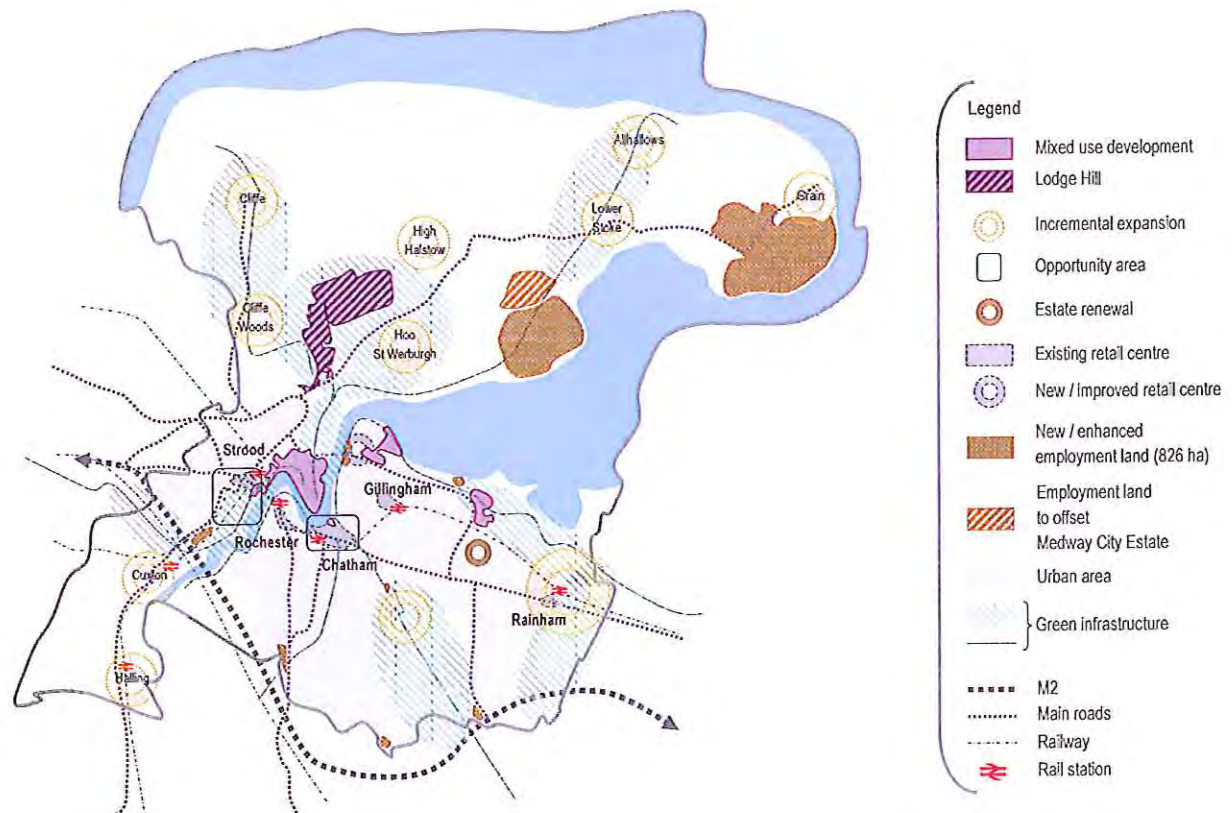 Allhallows
Cliffe
Grain
Lower
Stoke
High
Halstow
Cliffe
Woods
Hoo
St Werburgh
Strood
Gillingham
Rochester
Chatham
Cuxton
Rainham
Halling
Legend
Mixed use development
Lodge Hill
Incremental expansion
Opportunity area
Estate renewal
Existing retail centre
New / improved retail centre
New / enhanced
employment land (826 ha)
Employment land
to offset
Medway City Estate
Urban area
Green infrastructure
M2
Main roads
Railway
Rail station